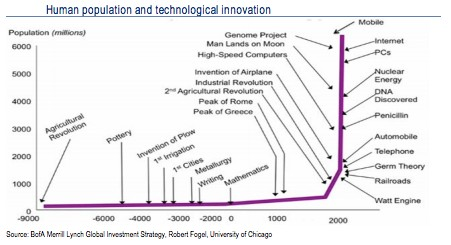 Human population and technological innovation
Population (millions)
6000
5000
4000
3000
2000
1000
0
-9000
-6000
-4000
-3000
-2000
0
1000
2000
Agricultural
Revolution
Pottery
Invention of Plow
1st Irrigation
1st Cities
Metallurgy
Writing
Mathematics
Peak of Greece
Peak of Rome
2nd Agricultural Revolution
Industrial Revolution
Invention of Airplane
High-Speed Computers
Man Lands on Moon
Genome Project
Mobile
Internet
PCs
Nuclear
Energy
DNA
Discovered
Penicillin
Automobile
Telephone
Germ Theory
Railroads
Watt Engine
Source: BofA Merrill Lynch Global Investment Strategy, Robert Fogel, University of Chicago